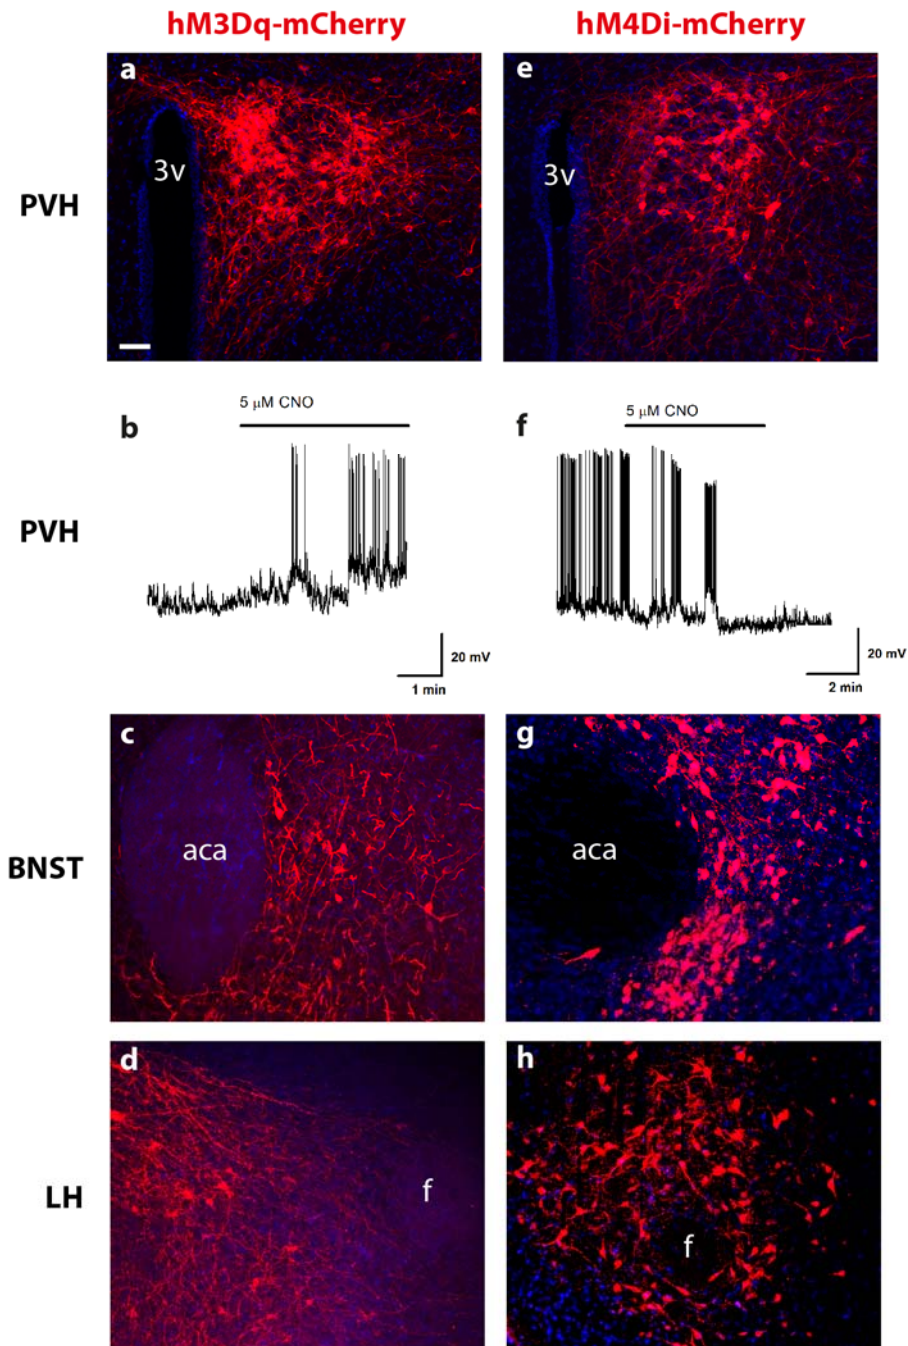 hM3Dq-mCherry
hM4Di-mCherry
PVH
a
3v
e
3v
PVH
b
5 μM CNO
20 mV
1 min
f
5 μM CNO
20 mV
2 min
BNST
c
aca
g
aca
LH
d
f
h
f